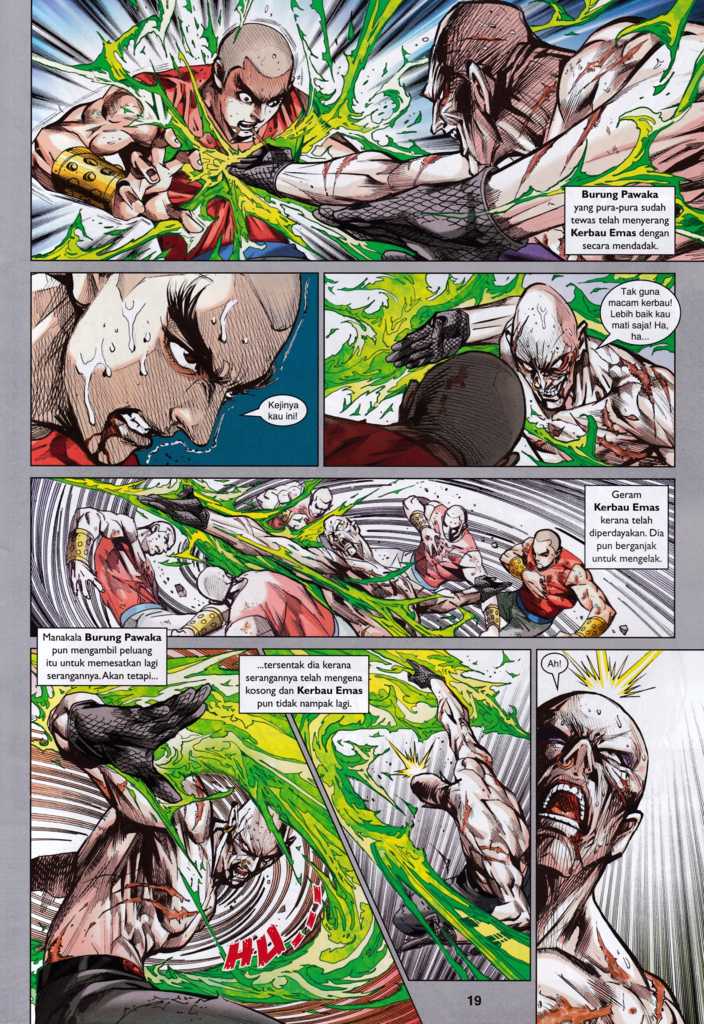 Burung Pawaka
yang pura-pura sudah
tewas telah menyerang
Kerbau Emas dengan
secara mendadak.
Kejinya
kau ini!
Tak guna
macam kerbau!
Lebih baik kau
mati saja! Ha,
ha...
Geram
Kerbau Emas
kerana telah
diperdayakan. Dia
pun berganjak
untuk mengelak.
Manakala Burung Pawaka
pun mengambil peluang
itu untuk memesatkan lagi
serangannya. Akan tetapi...
...tersentak dia kerana
serangannya telah mengena
kosong dan Kerbau Emas
pun tidak nampak lagi.
Ah!
HU...
19